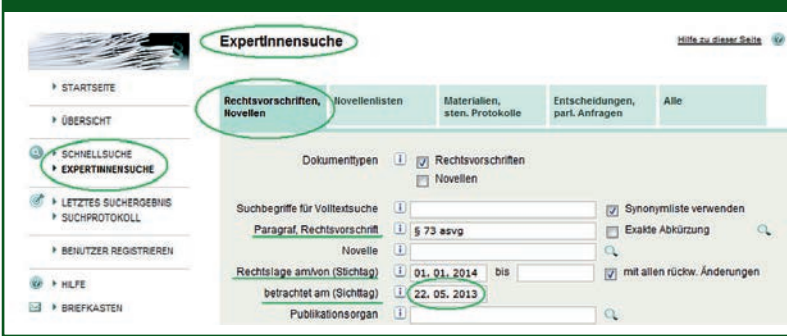 ExpertInnensuche
Hilfe zu dieser Seite
STARTSEITE
ÜBERSICHT
SCHNELLSUCHE
EXPERTINNENSUCHE
LETZTES SUCHERGEBNIS
SUCHPROTOKOLL
BENUTZER REGISTRIEREN
HILFE
BRIEFKASTEN
Rechtsvorschriften,
Novellen
Novellenlisten
Materialien,
sten. Protokolle
Entscheidungen,
parl. Anfragen
Alle
Dokumenttypen Rechtsvorschriften
Novellen
Suchbegriffe für Volltextsuche Synonymliste verwenden
Paragraf, Rechtsvorschrift § 73 asvg Exakte Abkürzung
Novelle
Rechtslage am/von (Stichtag) 01. 01. 2014 bis mit allen rückw. Änderungen
betrachtet am (Sichttag) 22. 05. 2013
Publikationsorgan